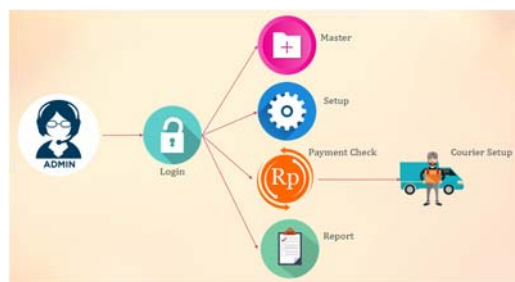 Master
Setup
Payment Check
Courier Setup
Rp
ADMIN
Login
Report